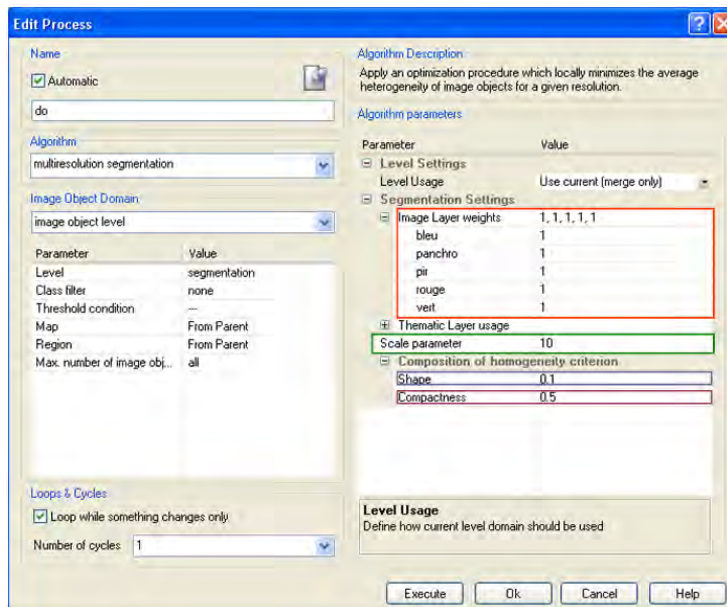 Edit Process
Name
Automatic
do
Algorithm
multiresolution segmentation
Image Object Domain
image object level
Parameter Value
Level segmentation
Class filter none
Threshold condition ---
Map From Parent
Region From Parent
Max. number of image obj... all
Loops & Cycles
Loop while something changes only
Number of cycles 1
Algorithm Description
Apply an optimization procedure which locally minimizes the average
heterogeneity of image objects for a given resolution.
Algorithm parameters
Parameter Value
Level Settings
Level Usage Use current (merge only)
Segmentation Settings
Image Layer weights 1, 1, 1, 1, 1
bleu 1
panchro 1
pir 1
rouge 1
vert 1
Thematic Layer usage
Scale parameter 10
Composition of homogeneity criterion
Shape 0.1
Compactness 0.5
Level Usage
Define how current level domain should be used
Execute Ok Cancel Help